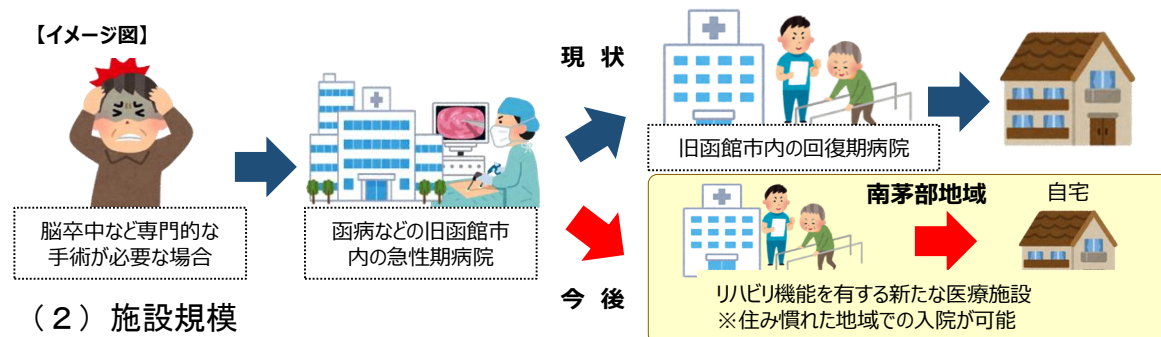 【イメージ図】
脳卒中など専門的な
手術が必要な場合
函病などの旧函館市
内の急性期病院
現 状
旧函館市内の回復期病院
今 後
南茅部地域
自宅
リハビリ機能を有する新たな医療施設
※住み慣れた地域での入院が可能
（２）施設規模